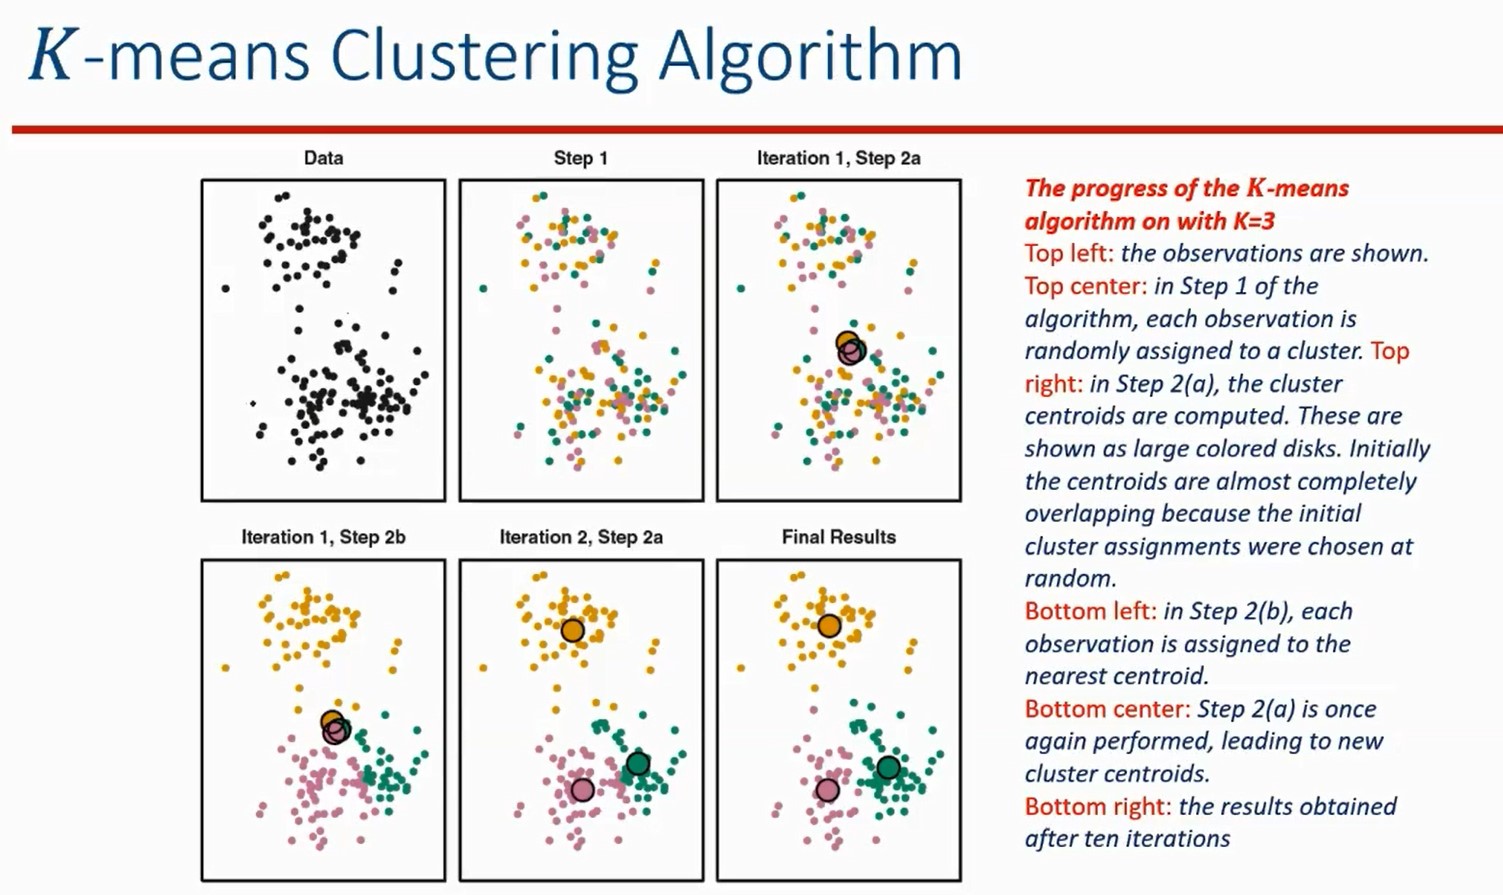 K-means Clustering Algorithm
Data
Step 1
Iteration 1, Step 2a
Iteration 1, Step 2b
Iteration 2, Step 2a
Final Results
The progress of the K-means
algorithm on with K=3
Top left: the observations are shown.
Top center: in Step 1 of the
algorithm, each observation is
randomly assigned to a cluster. Top
right: in Step 2(a), the cluster
centroids are computed. These are
shown as large colored disks. Initially
the centroids are almost completely
overlapping because the initial
cluster assignments were chosen at
random.
Bottom left: in Step 2(b), each
observation is assigned to the
nearest centroid.
Bottom center: Step 2(a) is once
again performed, leading to new
cluster centroids.
Bottom right: the results obtained
after ten iterations